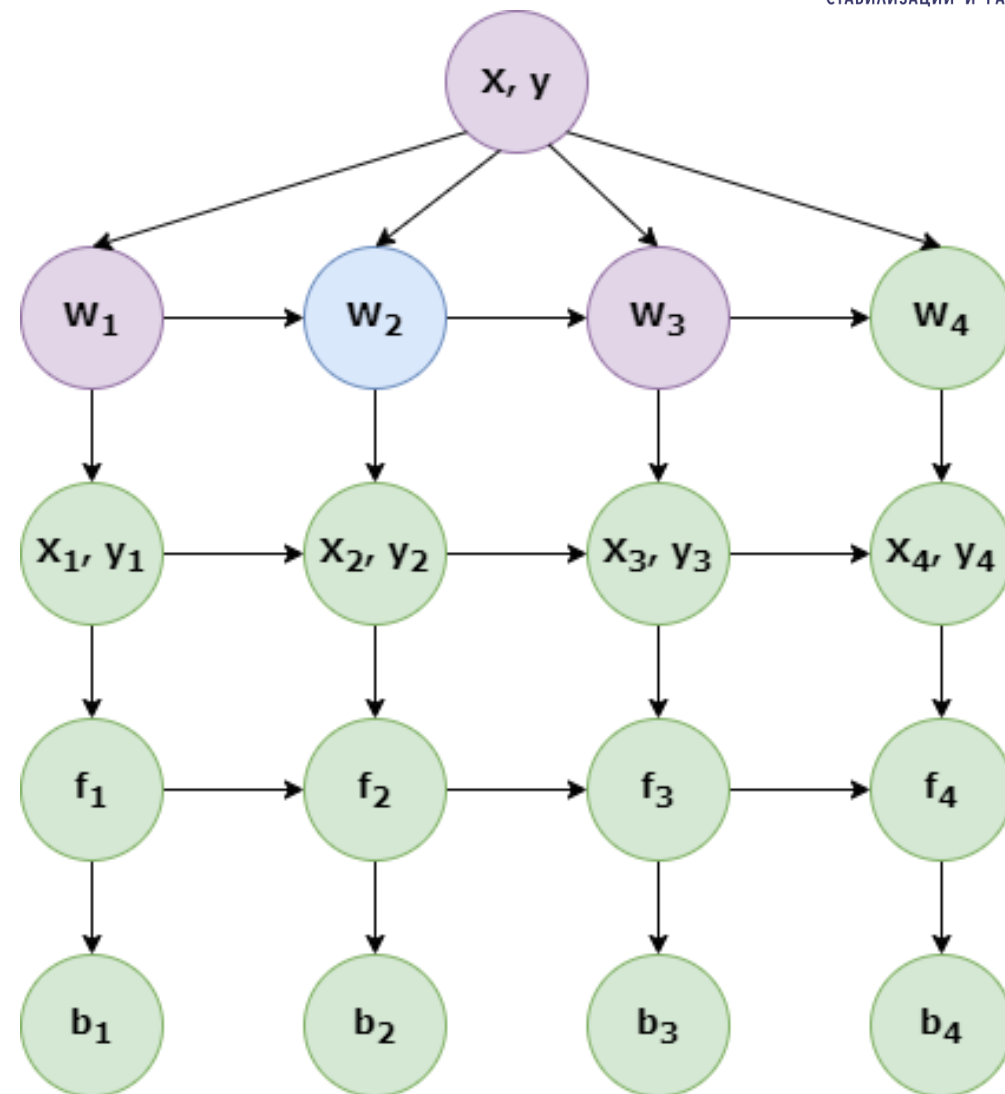 СТАБИЛИЗАЦИИ И
X, y
W₁ W₂ W₃ W₄
X₁, y₁ X₂, y₂ X₃, y₃ X₄, y₄
f₁ f₂ f₃ f₄
b₁ b₂ b₃ b₄